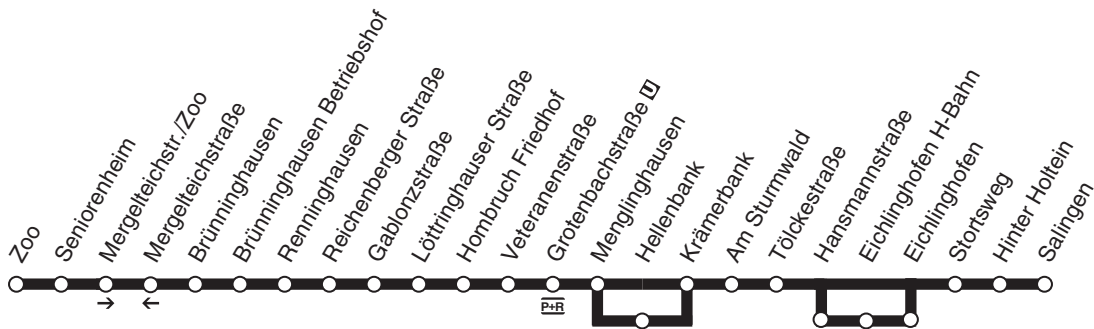 Zoo
Seniorenheim
Mergelteichstr./Zoo
Mergelteichstraße
Brünninghausen
Brünninghausen Betriebshof
Renninghausen
Reichenberger Straße
Gablonzstraße
Löttringhauser Straße
Hombruch Friedhof
Veteranenstraße
Grotenbachstraße U
Menglinghausen
Hellenbank
Krämerbank
Am Sturmwald
Tölckestraße
Hansmannstraße
Eichlinghofen H-Bahn
Eichlinghofen
Stortsweg
Hinter Holtein
Salingen
→ ←
P+R